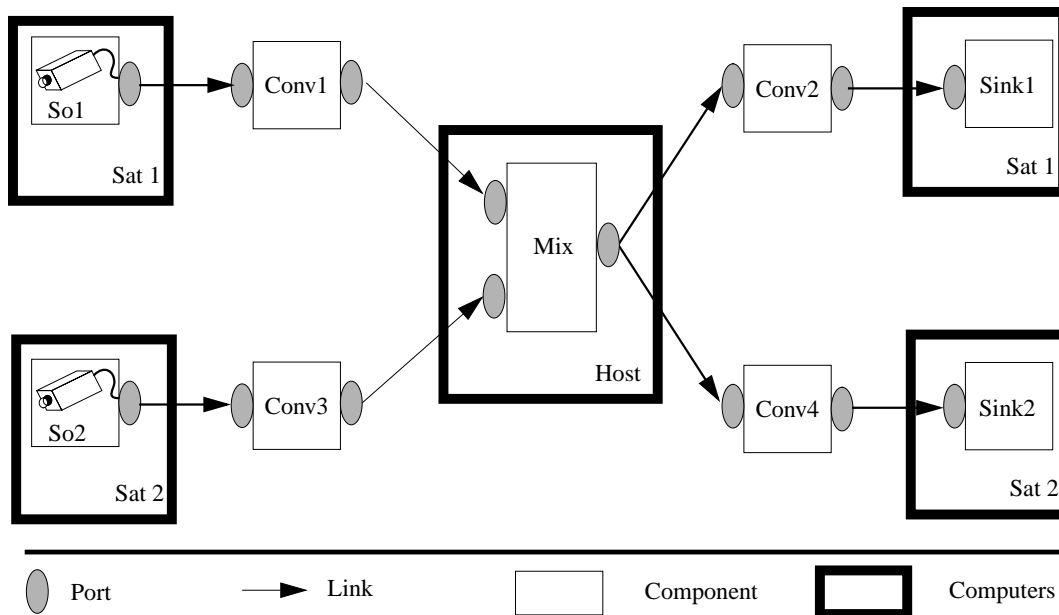 So1
Sat 1
Conv1
Conv2
Sink1
Sat 1
Mix
Host
So2
Sat 2
Conv3
Conv4
Sink2
Sat 2
Port
Link
Component
Computers